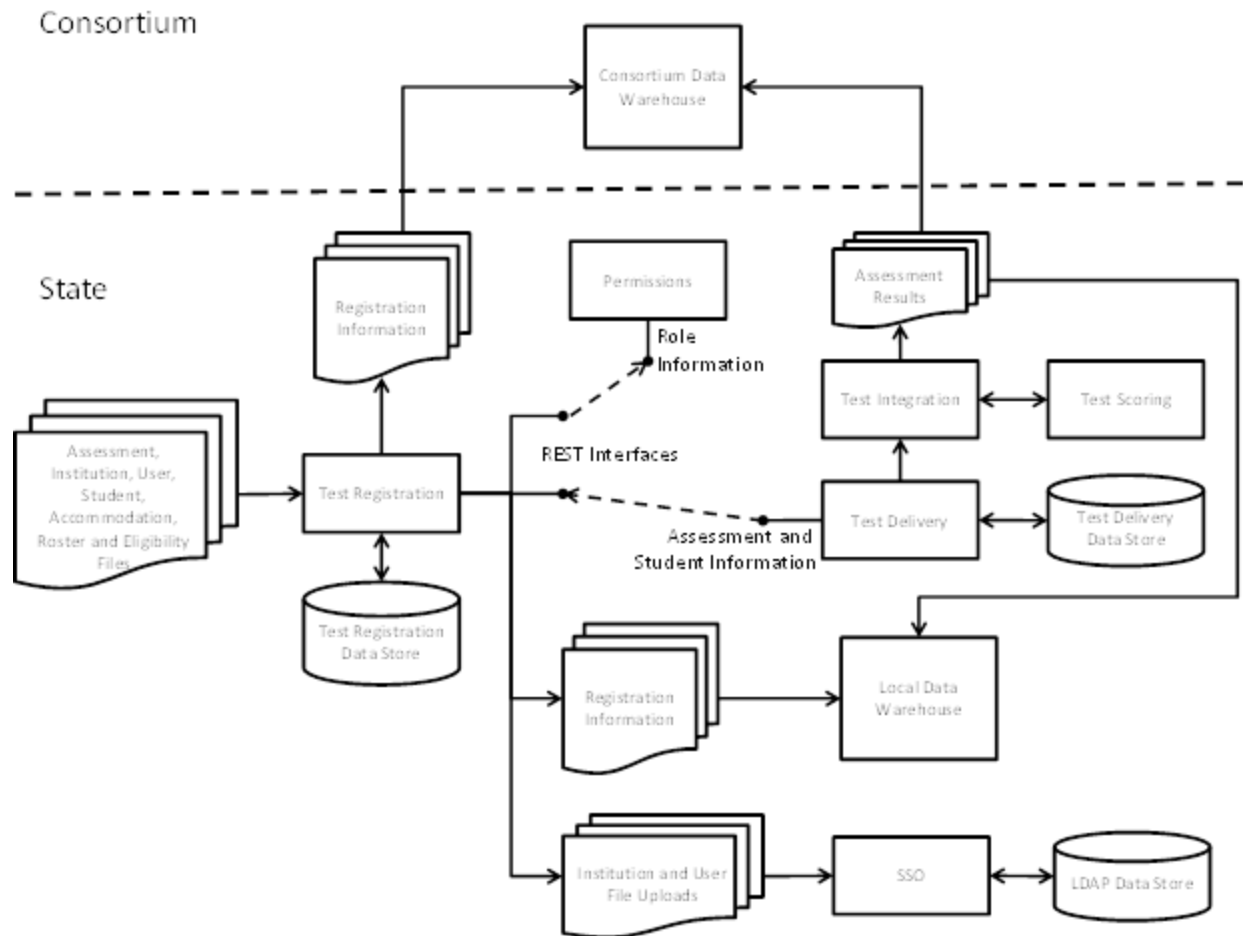 Consortium
Consortium Data
Warehouse
State
Registration
Information
Permissions
Role
Information
Assessment
Results
Test Integration
Test Scoring
Assessment,
Institution, User,
Student,
Accommodation,
Roster and Eligibility
Files
Test Registration
REST Interfaces
Test Delivery
Test Delivery
Data Store
Assessment and
Student Information
Test Registration
Data Store
Registration
Information
Local Data
Warehouse
Institution and User
File Uploads
SSO
LDAP Data Store